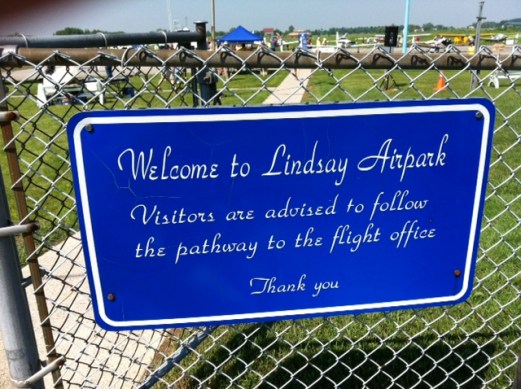 Welcome to Lindsay Airpark
Visitors are advised to follow
the pathway to the flight office
Thank you